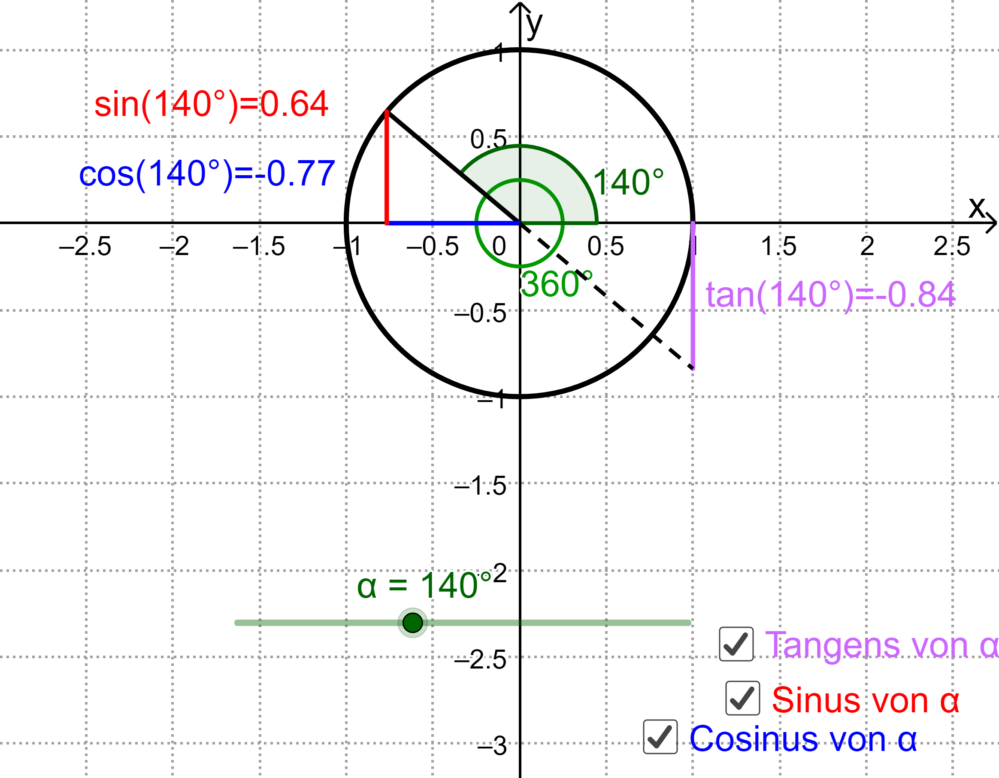 y
1
sin(140°)=0.64
0.5
cos(140°)=-0.77
140°
x
–2.5 –2 –1.5 –1 –0.5 0 0.5 1 1.5 2 2.5
360°
tan(140°)=-0.84
–0.5
–1
–1.5
–2
α = 140°
Tangens von α
–2.5
Sinus von α
Cosinus von α
–3